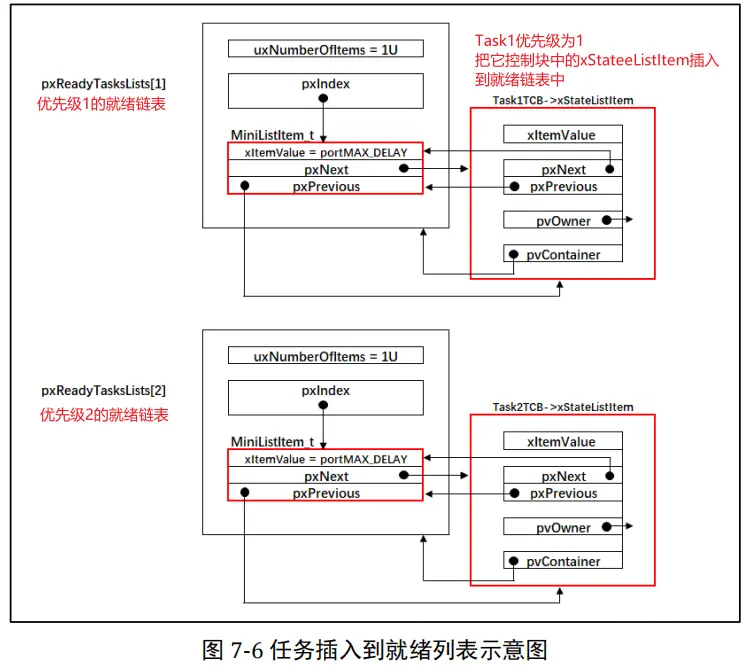 uxNumberOfItems = 1U
Task1优先级为1
把它控制块中的xStateeListItem插入
到就绪链表中
pxReadyTasksLists[1]
优先级1的就绪链表
pxIndex
Task1TCB->xStateListItem
MiniListItem_t
xItemValue = portMAX_DELAY
pxNext
pxPrevious
xItemValue
pxNext
pxPrevious
pvOwner
pvContainer
uxNumberOfItems = 1U
pxReadyTasksLists[2]
优先级2的就绪链表
pxIndex
Task2TCB->xStateListItem
MiniListItem_t
xItemValue = portMAX_DELAY
pxNext
pxPrevious
xItemValue
pxNext
pxPrevious
pvOwner
pvContainer
图 7-6 任务插入到就绪列表示意图